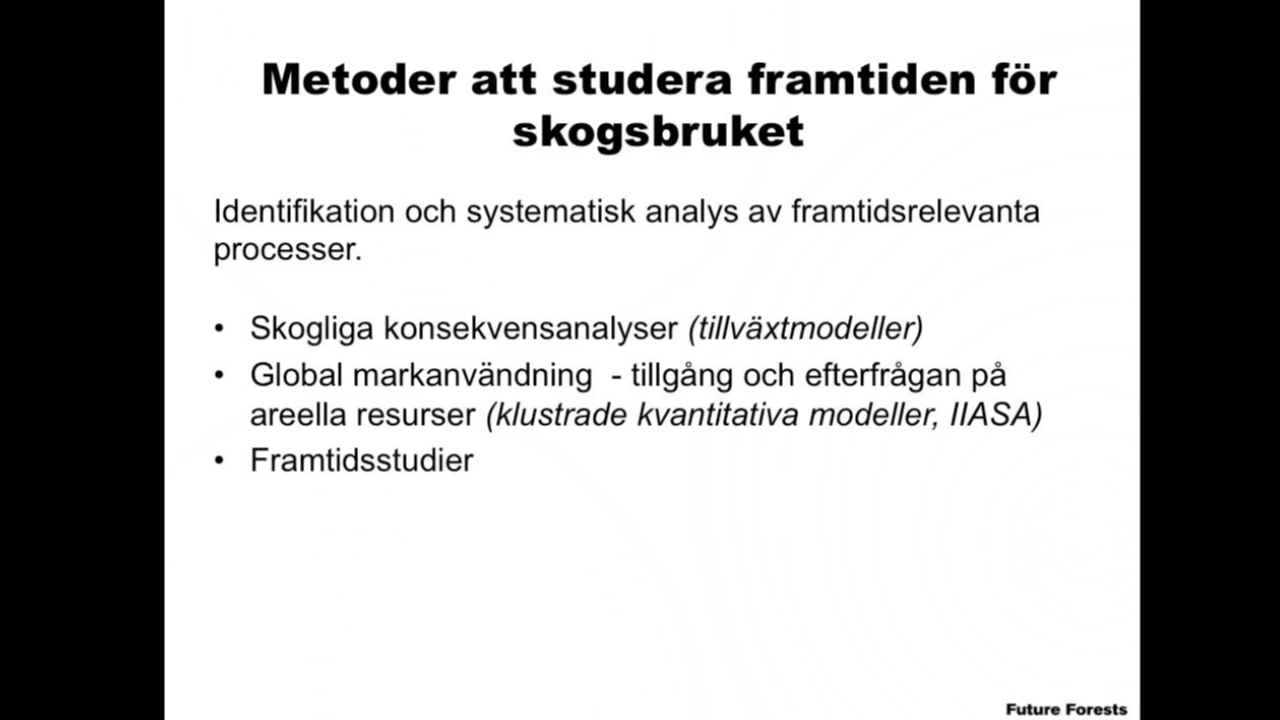 Metoder att studera framtiden för
skogsbruket
Identifikation och systematisk analys av framtidsrelevanta
processer.
• Skogliga konsekvensanalyser (tillväxtmodeller)
• Global markanvändning - tillgång och efterfrågan på
areella resurser (klustrade kvantitativa modeller, IIASA)
• Framtidsstudier
Future Forests